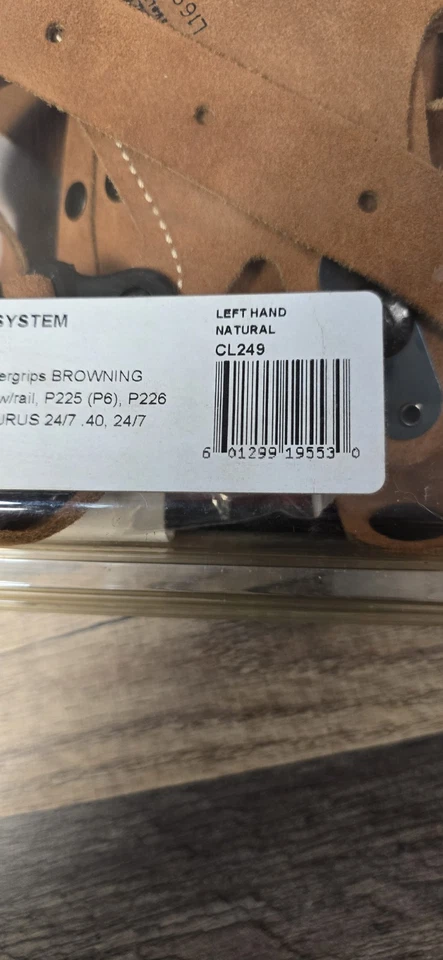 SYSTEM
ergrips BROWNING
w/rail, P225 (P6), P226
URUS 24/7 .40, 24/7
LEFT HAND
NATURAL
CL249
6 01299 19553 0